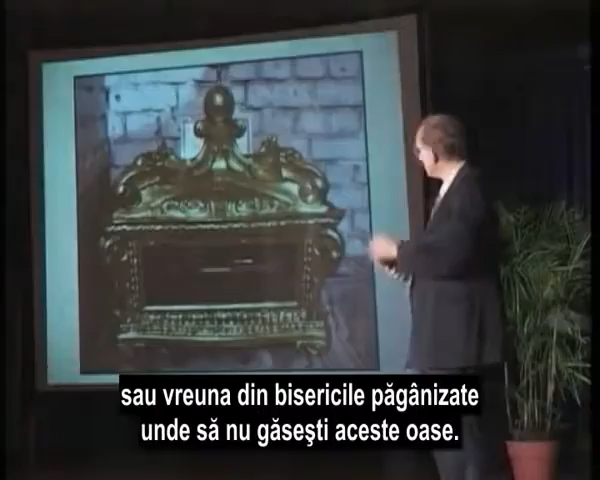 sau vreuna din bisericile păgânizate
unde să nu găseşti aceste oase.